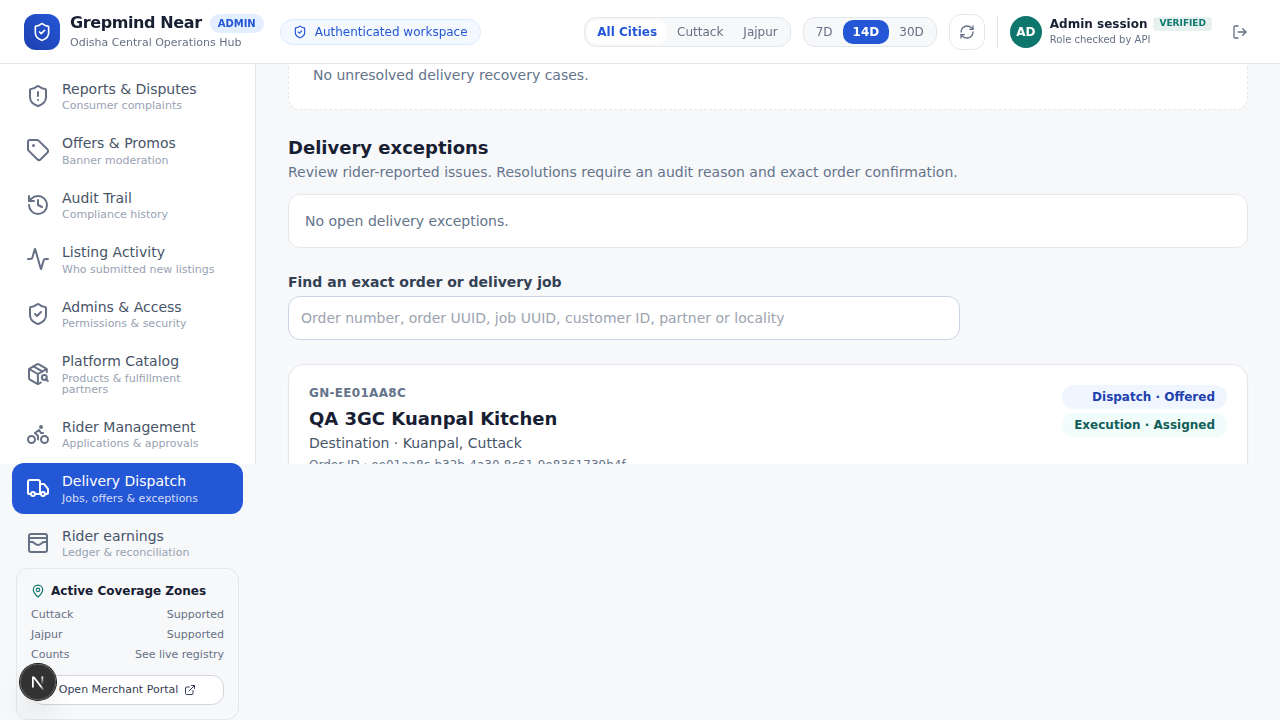 Grepmind Near ADMIN
Odisha Central Operations Hub
Authenticated workspace
All Cities Cuttack Jajpur
7D 14D 30D
AD
Admin session VERIFIED
Role checked by API
Reports & Disputes
Consumer complaints
Offers & Promos
Banner moderation
Audit Trail
Compliance history
Listing Activity
Who submitted new listings
Admins & Access
Permissions & security
Platform Catalog
Products & fulfillment
partners
Rider Management
Applications & approvals
Delivery Dispatch
Jobs, offers & exceptions
Rider earnings
Ledger & reconciliation
Active Coverage Zones
Cuttack Supported
Jajpur Supported
Counts See live registry
N
Open Merchant Portal
No unresolved delivery recovery cases.
Delivery exceptions
Review rider-reported issues. Resolutions require an audit reason and exact order confirmation.
No open delivery exceptions.
Find an exact order or delivery job
Order number, order UUID, job UUID, customer ID, partner or locality
GN-EE01AA8C
QA 3GC Kuanpal Kitchen
Destination · Kuanpal, Cuttack
Dispatch · Offered
Execution · Assigned